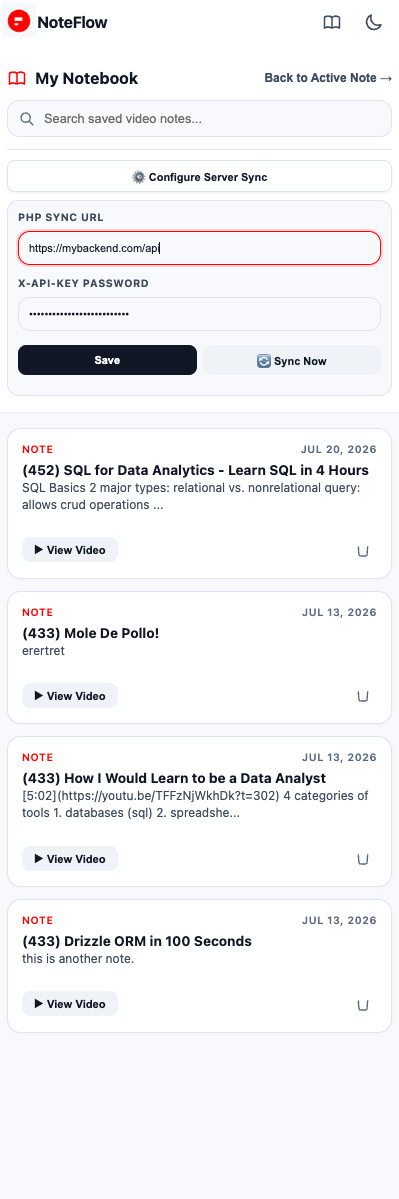 NoteFlow
My Notebook
Back to Active Note →
Search saved video notes...
⚙️ Configure Server Sync
PHP SYNC URL
https://mybackend.com/api
X-API-KEY PASSWORD
••••••••••••••••••••••••••
Save
🔄 Sync Now
NOTE
JUL 20, 2026
(452) SQL for Data Analytics - Learn SQL in 4 Hours
SQL Basics 2 major types: relational vs. nonrelational query:
allows crud operations ...
▶ View Video
NOTE
JUL 13, 2026
(433) Mole De Pollo!
erertret
▶ View Video
NOTE
JUL 13, 2026
(433) How I Would Learn to be a Data Analyst
[5:02](https://youtu.be/TFFzNjWkhDk?t=302) 4 categories of
tools 1. databases (sql) 2. spreadshe...
▶ View Video
NOTE
JUL 13, 2026
(433) Drizzle ORM in 100 Seconds
this is another note.
▶ View Video